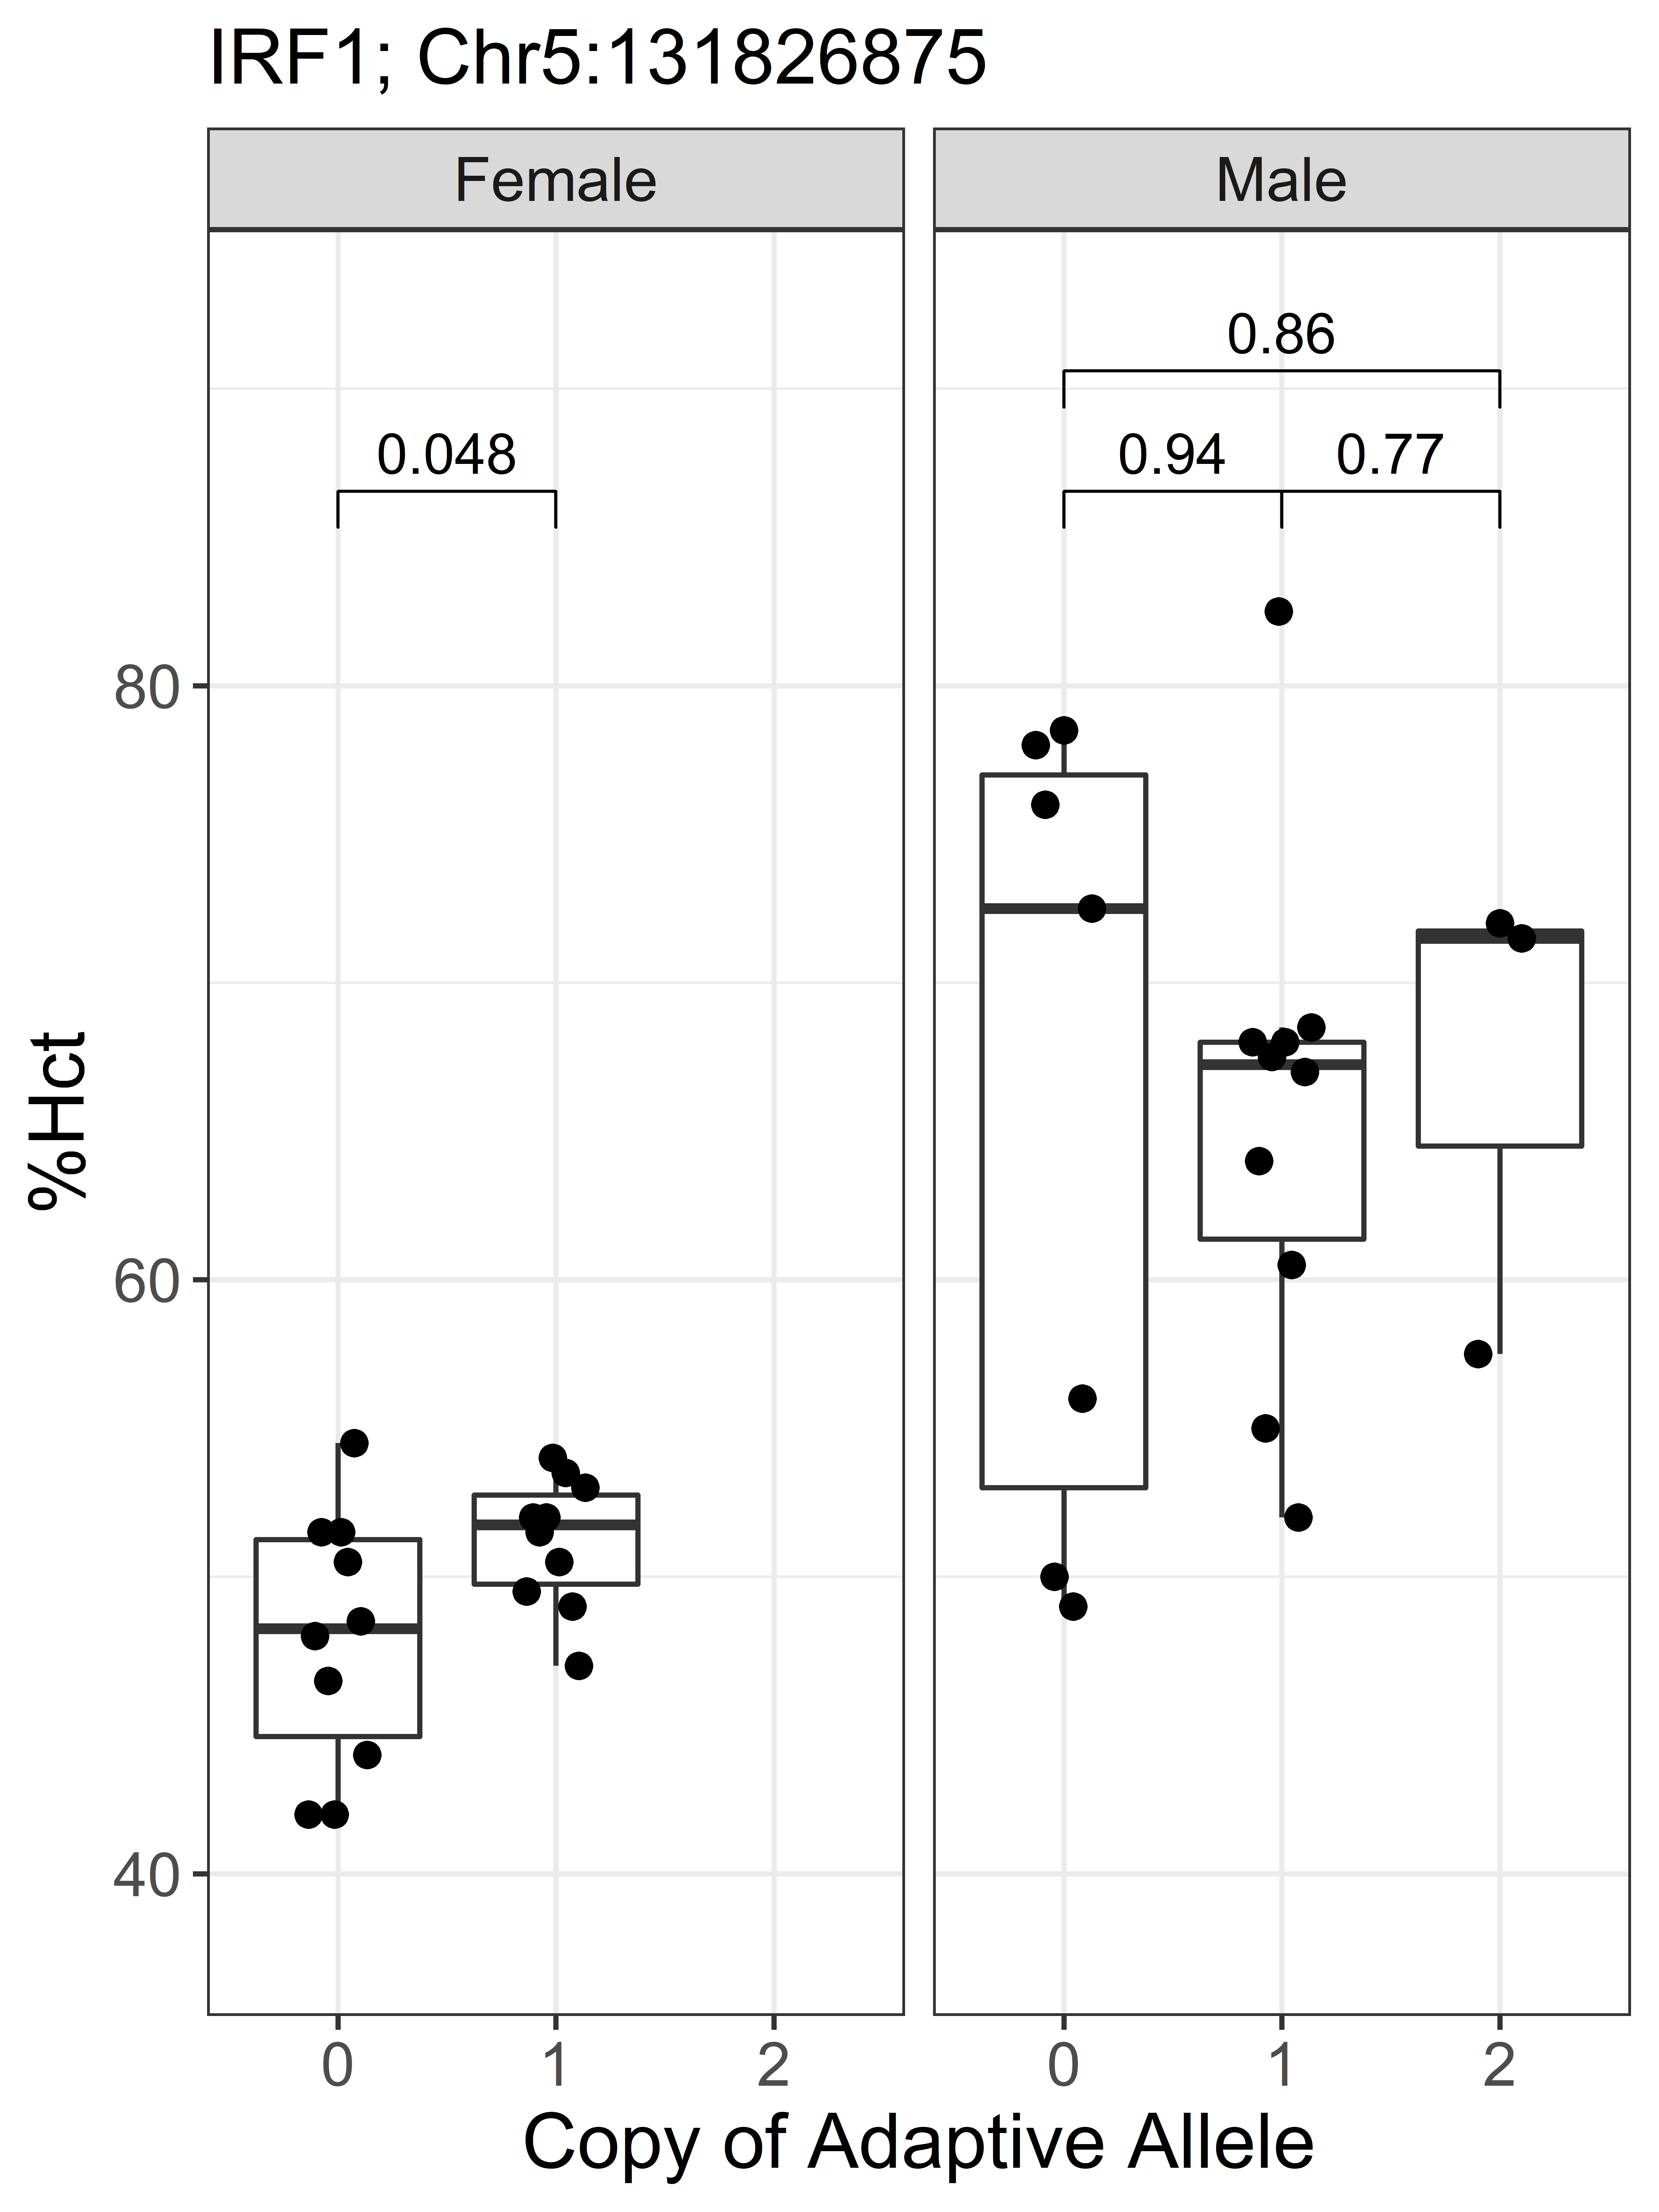 IRF1; Chr5:131826875
Female
Male
0.86
0.048
0.94
0.77
80
60
40
%Hct
0 1 2
0 1 2
Copy of Adaptive Allele